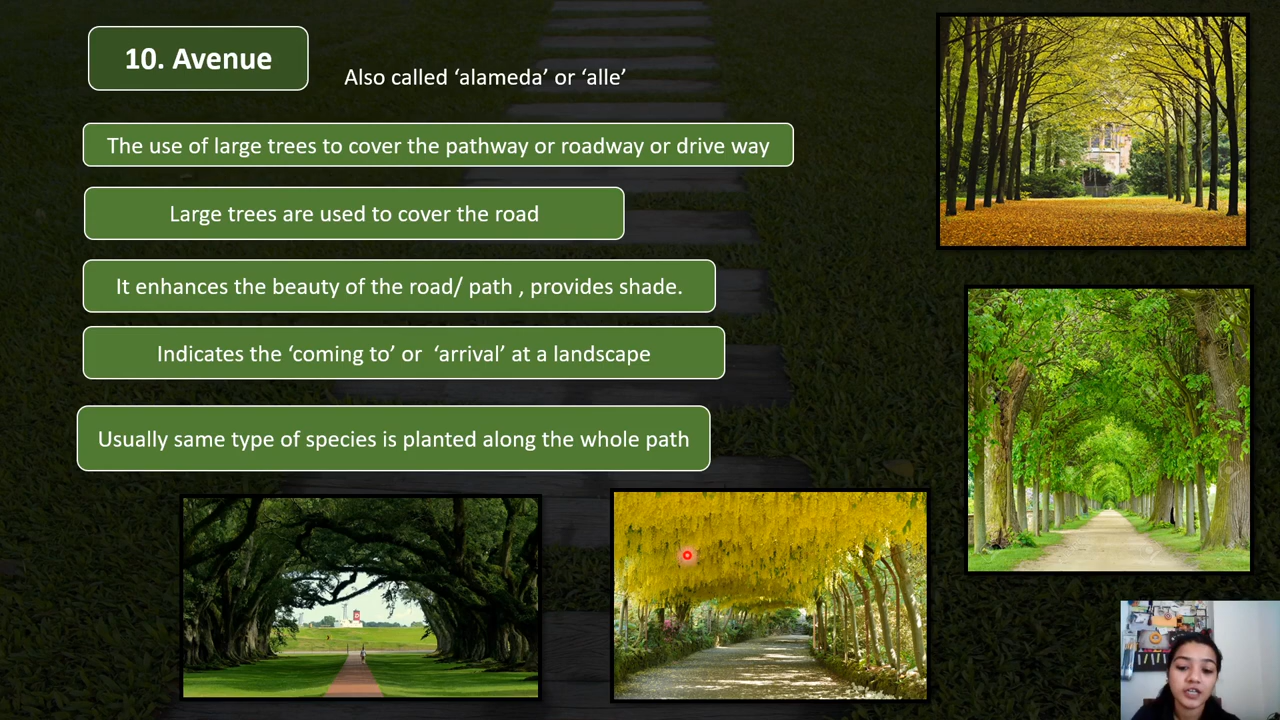 10. Avenue
Also called ‘alameda’ or ‘alle’
The use of large trees to cover the pathway or roadway or drive way
Large trees are used to cover the road
It enhances the beauty of the road/ path , provides shade.
Indicates the ‘coming to’ or ‘arrival’ at a landscape
Usually same type of species is planted along the whole path